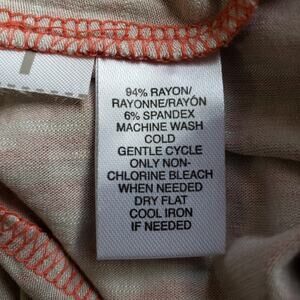 94% RAYON/
RAYONNE/RAYÓN
6% SPANDEX
MACHINE WASH
COLD
GENTLE CYCLE
ONLY NON-
CHLORINE BLEACH
WHEN NEEDED
DRY FLAT
COOL IRON
IF NEEDED